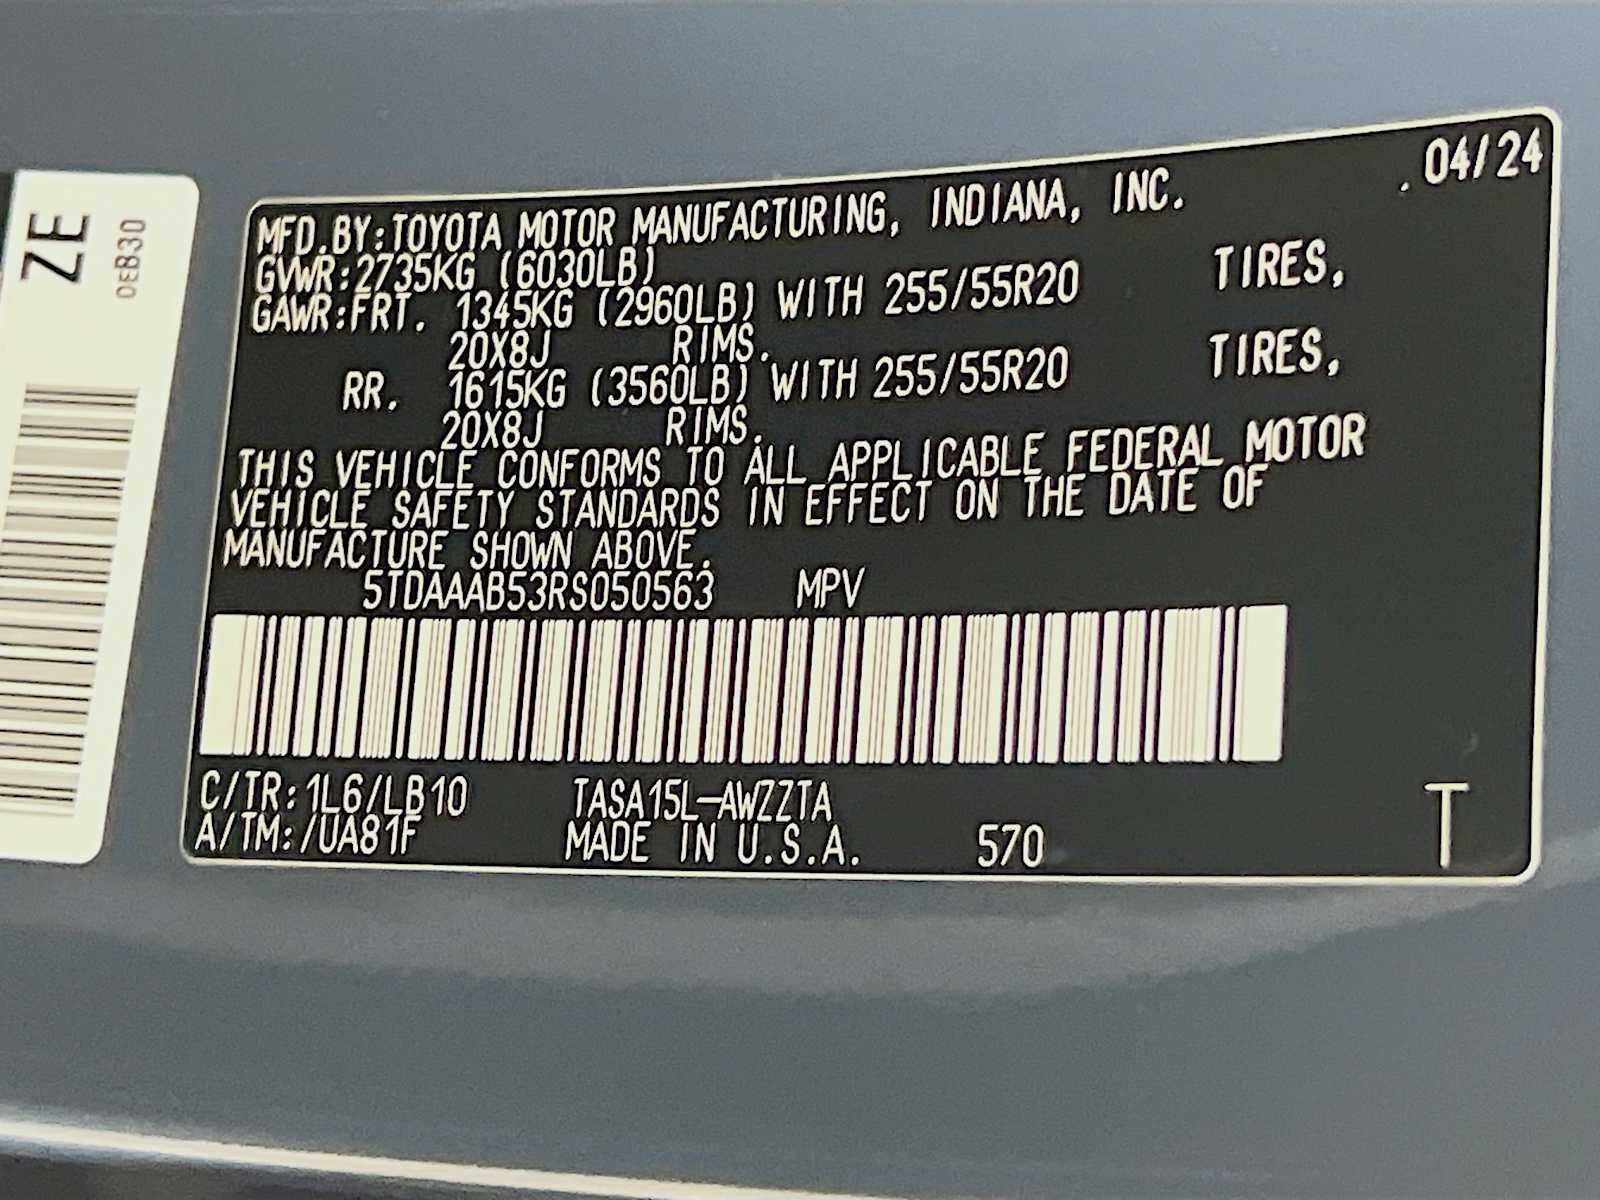 ZE
0EB30
. 04/24
MFD.BY:TOYOTA MOTOR MANUFACTURING, INDIANA, INC.
GVWR:2735KG (6030LB)
GAWR:FRT. 1345KG (2960LB) WITH 255/55R20 TIRES,
20X8J RIMS.
RR. 1615KG (3560LB) WITH 255/55R20 TIRES,
20X8J RIMS.
THIS VEHICLE CONFORMS TO ALL APPLICABLE FEDERAL MOTOR
VEHICLE SAFETY STANDARDS IN EFFECT ON THE DATE OF
MANUFACTURE SHOWN ABOVE.
5TDAAAB53RS050563 MPV
C/TR:1L6/LB10 TASA15L-AWZZTA
A/TM:/UA81F MADE IN U.S.A. 570 T